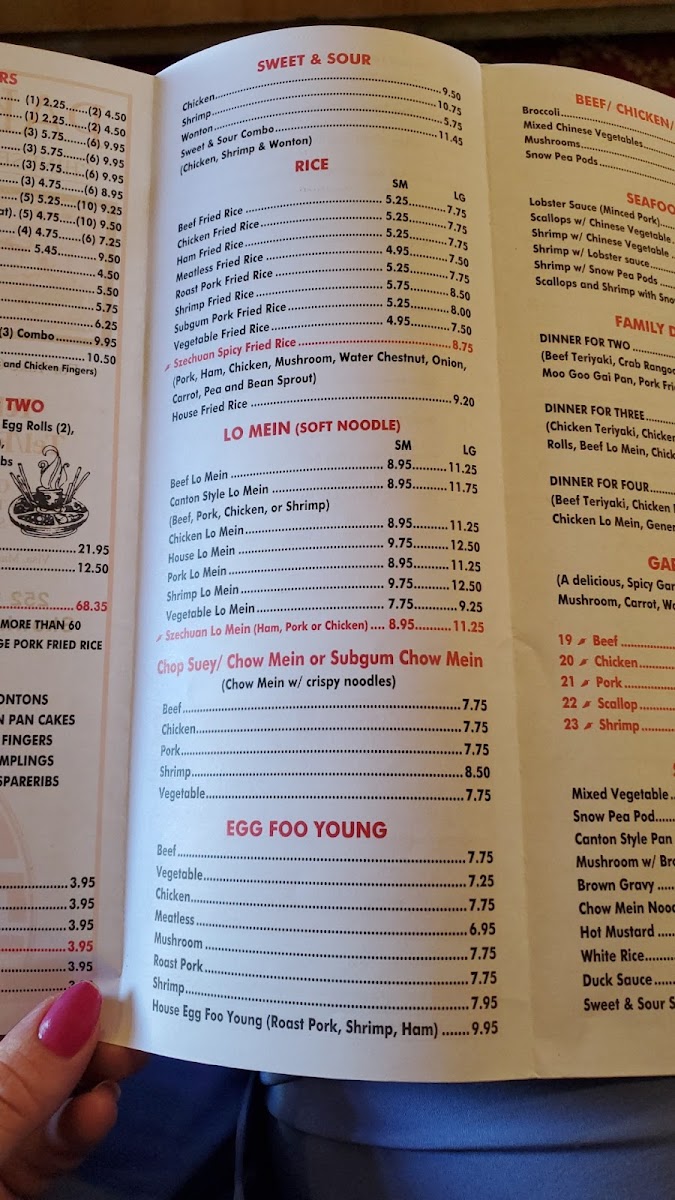 RS
(1) 2.25.......(2) 4.50
(1) 2.25.......(2) 4.50
(3) 5.75.......(6) 9.95
(3) 5.75.......(6) 9.95
(3) 5.75.......(6) 9.95
(3) 4.75.......(6) 8.95
(5) 5.25.....(10) 9.25
(5) 4.75.....(10) 9.50
(4) 4.75.......(6) 7.25
5.45..........9.50
4.50
5.50
5.75
6.25
(3) Combo..........9.95
10.50
and Chicken Fingers)
TWO
Egg Rolls (2),
21.95
12.50
68.35
MORE THAN 60
GE PORK FRIED RICE
ONTONS
N PAN CAKES
FINGERS
MPLINGS
SPARERIBS
3.95
3.95
3.95
3.95
3.95
SWEET & SOUR
Chicken 9.50
Shrimp 10.75
Wonton 5.75
Sweet & Sour Combo 11.45
(Chicken, Shrimp & Wonton)
RICE
SM LG
Beef Fried Rice 5.25 7.75
Chicken Fried Rice 5.25 7.75
Ham Fried Rice 5.25 7.75
Meatless Fried Rice 4.95 7.50
Roast Pork Fried Rice 5.25 7.75
Shrimp Fried Rice 5.75 8.50
Subgum Pork Fried Rice 5.25 8.00
Vegetable Fried Rice 4.95 7.50
Szechuan Spicy Fried Rice 8.75
(Pork, Ham, Chicken, Mushroom, Water Chestnut, Onion,
Carrot, Pea and Bean Sprout)
House Fried Rice 9.20
LO MEIN (SOFT NOODLE)
SM LG
Beef Lo Mein 8.95 11.25
Canton Style Lo Mein 8.95 11.75
(Beef, Pork, Chicken, or Shrimp)
Chicken Lo Mein 8.95 11.25
House Lo Mein 9.75 12.50
Pork Lo Mein 8.95 11.25
Shrimp Lo Mein 9.75 12.50
Vegetable Lo Mein 7.75 9.25
Szechuan Lo Mein (Ham, Pork or Chicken) .... 8.95 11.25
Chop Suey/ Chow Mein or Subgum Chow Mein
(Chow Mein w/ crispy noodles)
Beef 7.75
Chicken 7.75
Pork 7.75
Shrimp 8.50
Vegetable 7.75
EGG FOO YOUNG
Beef 7.75
Vegetable 7.25
Chicken 7.75
Meatless 6.95
Mushroom 7.75
Roast Pork 7.75
Shrimp 7.95
House Egg Foo Young (Roast Pork, Shrimp, Ham) .......9.95
BEEF/ CHICKEN/
Broccoli
Mixed Chinese Vegetables
Mushrooms
Snow Pea Pods
SEAFOO
Lobster Sauce (Minced Pork)
Scallops w/ Chinese Vegetable
Shrimp w/ Chinese Vegetable
Shrimp w/ Lobster sauce
Shrimp w/ Snow Pea Pods
Scallops and Shrimp with Sno
FAMILY D
DINNER FOR TWO
(Beef Teriyaki, Crab Rangoo
Moo Goo Gai Pan, Pork Fri
DINNER FOR THREE
(Chicken Teriyaki, Chicken
Rolls, Beef Lo Mein, Chick
DINNER FOR FOUR
(Beef Teriyaki, Chicken
Chicken Lo Mein, Gener
GA
(A delicious, Spicy Gar
Mushroom, Carrot, Wa
19 Beef
20 Chicken
21 Pork
22 Scallop
23 Shrimp
Mixed Vegetable
Snow Pea Pod
Canton Style Pan
Mushroom w/ Bro
Brown Gravy
Chow Mein Nood
Hot Mustard
White Rice
Duck Sauce
Sweet & Sour S